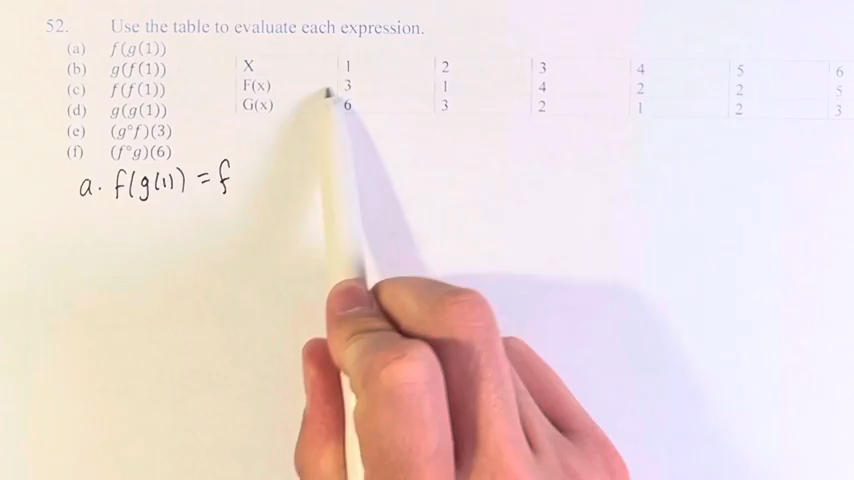 52. Use the table to evaluate each expression.
(a) f(g(1))
(b) g(f(1))
(c) f(f(1))
(d) g(g(1))
(e) (g°f)(3)
(f) (f°g)(6)
X 1 2 3 4 5 6
F(x) 3 1 4 2 2 5
G(x) 6 3 2 1 2 3
a. f(g(1)) = f